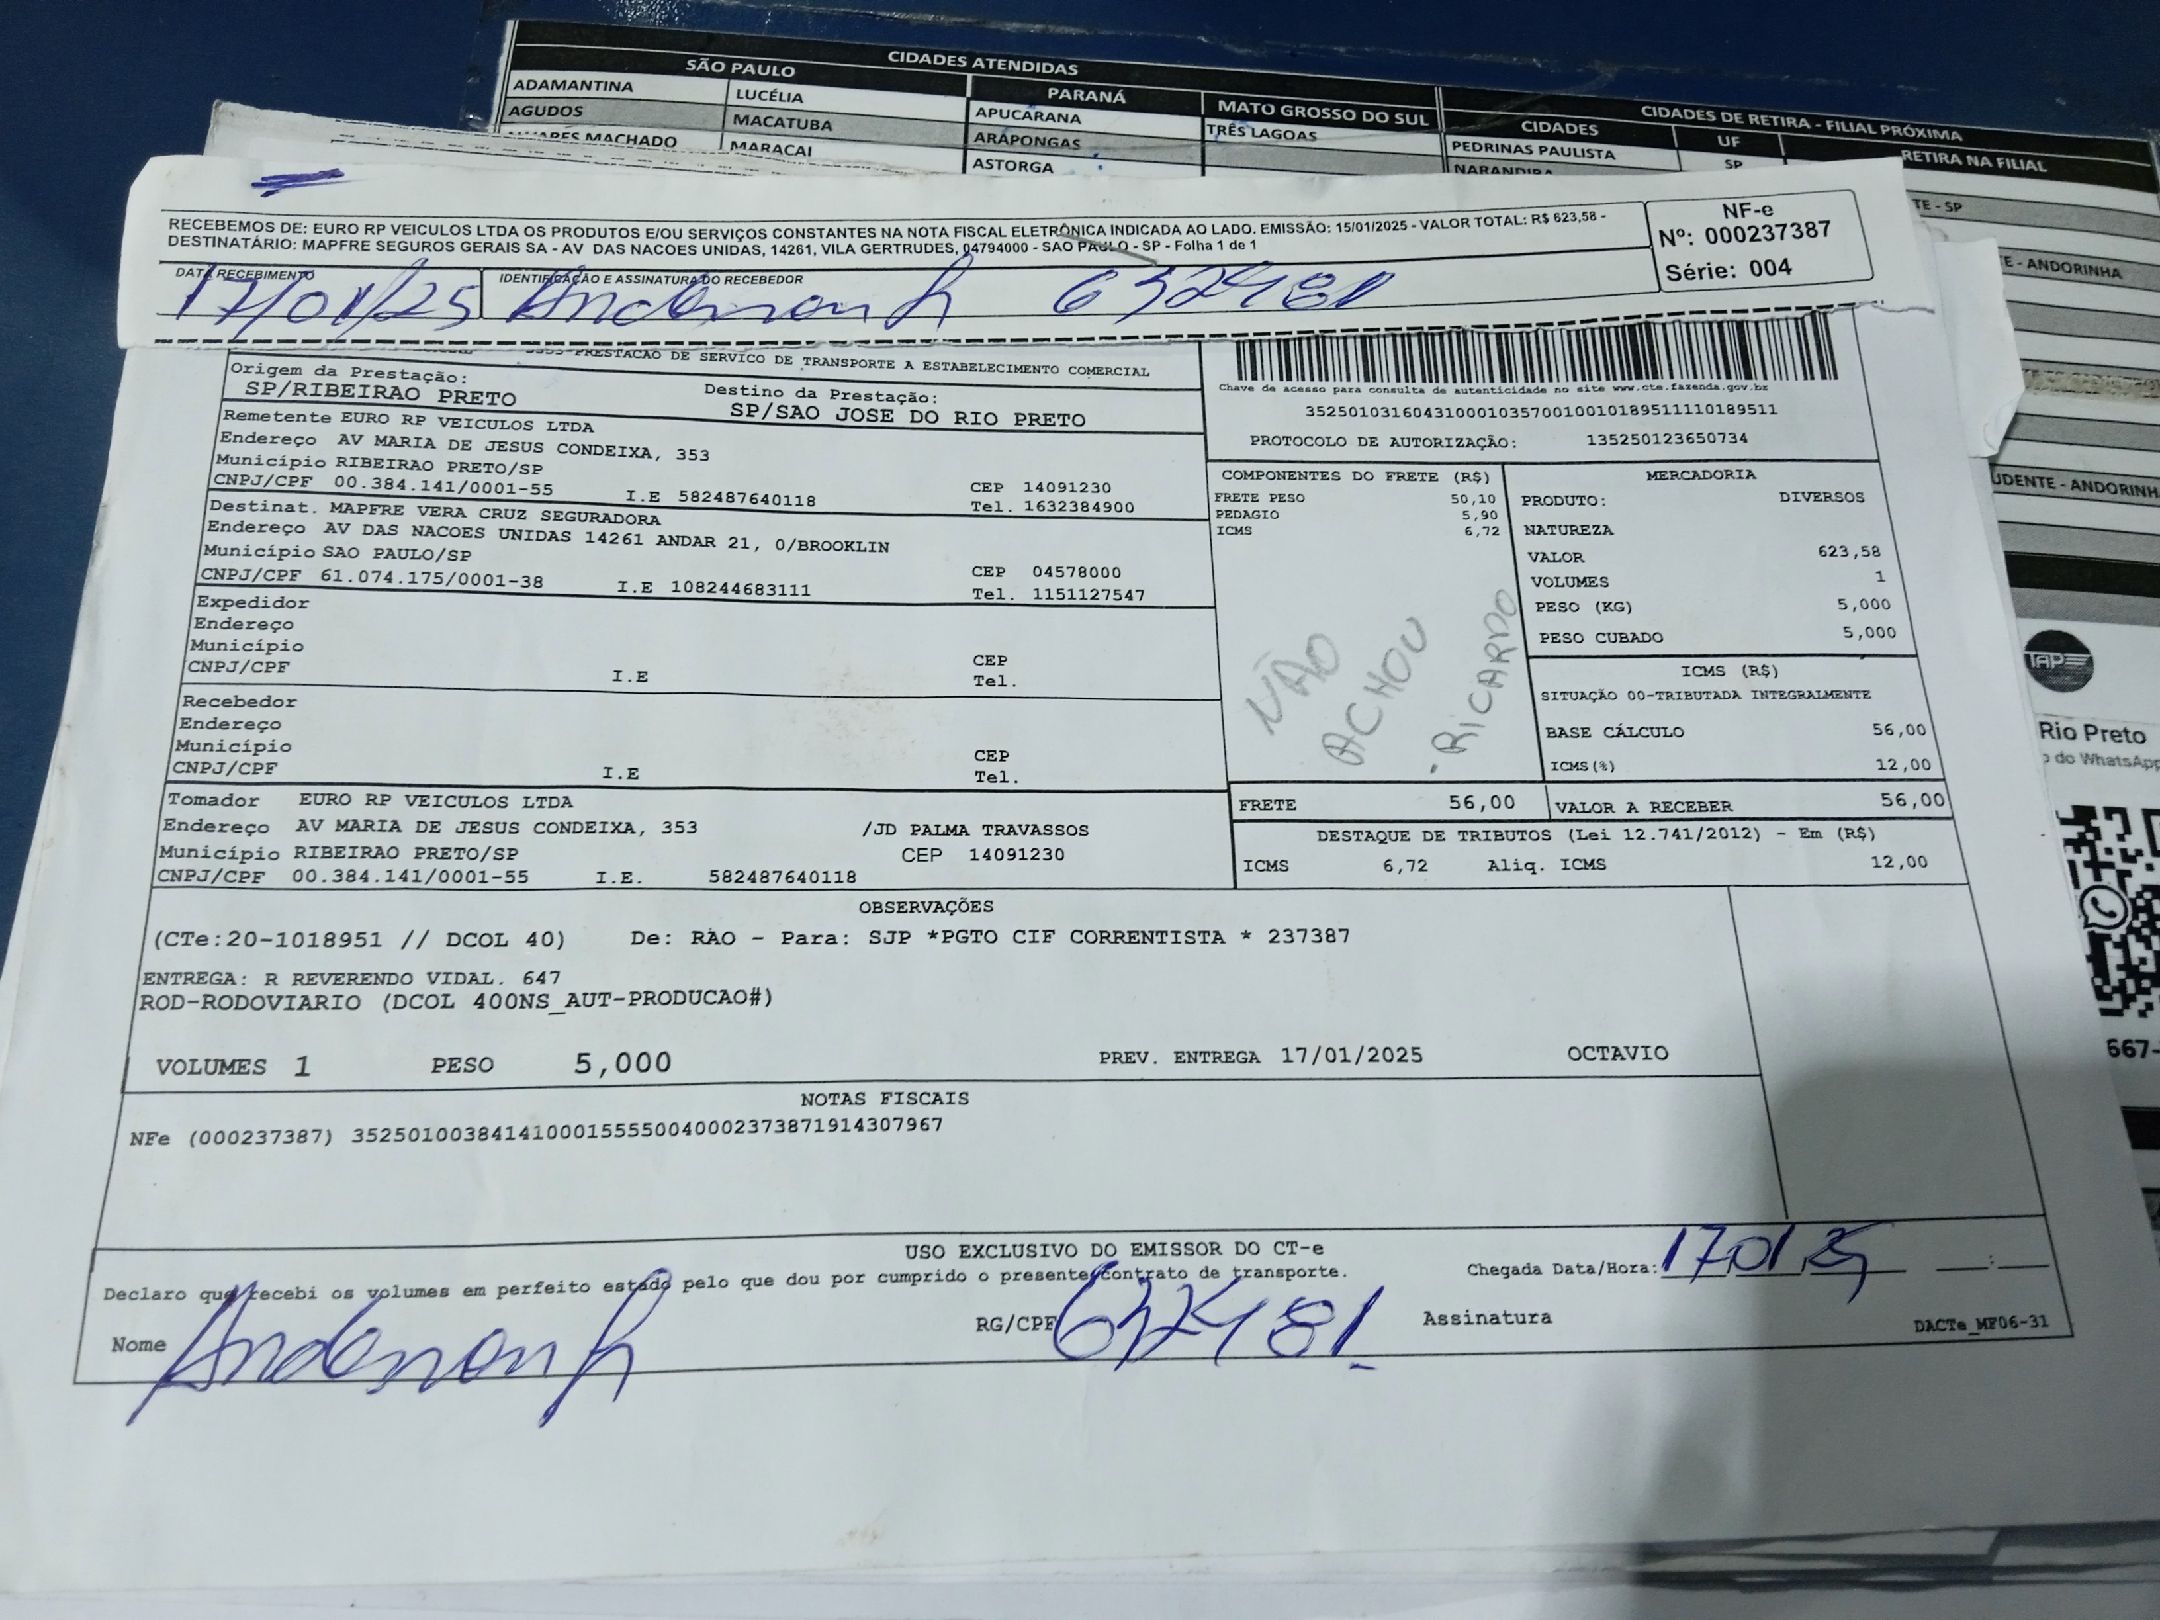 CIDADES ATENDIDAS
SÃO PAULO
PARANÁ
MATO GROSSO DO SUL
CIDADES DE RETIRA - FILIAL PRÓXIMA
ADAMANTINA
LUCÉLIA
APUCARANA
TRÊS LAGOAS
CIDADES
UF
RETIRA NA FILIAL
AGUDOS
MACATUBA
ARAPONGAS
PEDRINAS PAULISTA
SP
MACHADO
MARACAI
ASTORGA
TE - SP
E - ANDORINHA
UDENTE - ANDORINH
TAP
Rio Preto
do WhatsApp
667-
RECEBEMOS DE: EURO RP VEICULOS LTDA OS PRODUTOS E/OU SERVIÇOS CONSTANTES NA NOTA FISCAL ELETRÔNICA INDICADA AO LADO. EMISSÃO: 15/01/2025 - VALOR TOTAL: R$ 623,58 -
DESTINATÁRIO: MAPFRE SEGUROS GERAIS SA - AV DAS NACOES UNIDAS, 14261, VILA GERTRUDES, 04794000 - SAO PAULO - SP - Folha 1 de 1
NF-e
Nº: 000237387
Série: 004
DATA RECEBIMENTO
IDENTIFICAÇÃO E ASSINATURA DO RECEBEDOR
17/01/25
PRESTACAO DE SERVICO DE TRANSPORTE A ESTABELECIMENTO COMERCIAL
Origem da Prestação:
SP/RIBEIRAO PRETO
Destino da Prestação:
SP/SAO JOSE DO RIO PRETO
Chave de acesso para consulta de autenticidade no site www.cte.fazenda.gov.br
35250103160431000103570010010189511110189511
PROTOCOLO DE AUTORIZAÇÃO: 135250123650734
Remetente EURO RP VEICULOS LTDA
Endereço AV MARIA DE JESUS CONDEIXA, 353
Município RIBEIRAO PRETO/SP
CEP 14091230
CNPJ/CPF 00.384.141/0001-55 I.E 582487640118
Tel. 1632384900
Destinat. MAPFRE VERA CRUZ SEGURADORA
Endereço AV DAS NACOES UNIDAS 14261 ANDAR 21, 0/BROOKLIN
Município SAO PAULO/SP
CEP 04578000
CNPJ/CPF 61.074.175/0001-38 I.E 108244683111
Tel. 1151127547
Expedidor
Endereço
Município
CEP
CNPJ/CPF I.E
Tel.
Recebedor
Endereço
Município
CEP
CNPJ/CPF I.E
Tel.
Tomador EURO RP VEICULOS LTDA
Endereço AV MARIA DE JESUS CONDEIXA, 353 /JD PALMA TRAVASSOS
Município RIBEIRAO PRETO/SP CEP 14091230
CNPJ/CPF 00.384.141/0001-55 I.E. 582487640118
COMPONENTES DO FRETE (R$)
FRETE PESO 50,10
PEDAGIO 5,90
ICMS 6,72
NÃO
ACHOU
RICARDO
MERCADORIA
PRODUTO: DIVERSOS
NATUREZA
VALOR 623,58
VOLUMES 1
PESO (KG) 5,000
PESO CUBADO 5,000
ICMS (R$)
SITUAÇÃO 00-TRIBUTADA INTEGRALMENTE
BASE CÁLCULO 56,00
ICMS(%) 12,00
FRETE 56,00
VALOR A RECEBER 56,00
DESTAQUE DE TRIBUTOS (Lei 12.741/2012) - Em (R$)
ICMS 6,72 Aliq. ICMS 12,00
OBSERVAÇÕES
(CTe:20-1018951 // DCOL 40) De: RAO - Para: SJP *PGTO CIF CORRENTISTA * 237387
ENTREGA: R REVERENDO VIDAL. 647
ROD-RODOVIARIO (DCOL 400NS_AUT-PRODUCAO#)
VOLUMES 1 PESO 5,000 PREV. ENTREGA 17/01/2025 OCTAVIO
NOTAS FISCAIS
NFe (000237387) 35250100384141000155550040002373871914307967
USO EXCLUSIVO DO EMISSOR DO CT-e
Declaro que recebi os volumes em perfeito estado pelo que dou por cumprido o presente contrato de transporte.
Chegada Data/Hora: 17 01 25
Nome
RG/CPF
Assinatura
DACTe_MF06-31